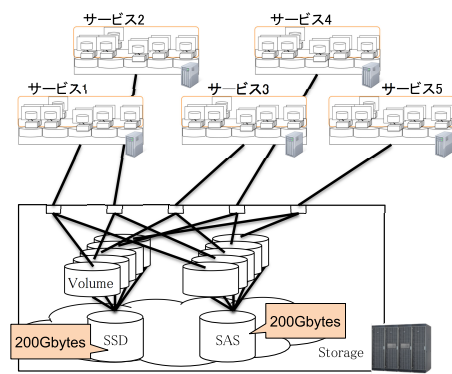 サービス2
サービス4
サービス1
サービス3
サービス5
Volume
SSD
SAS
200Gbytes
200Gbytes
Storage